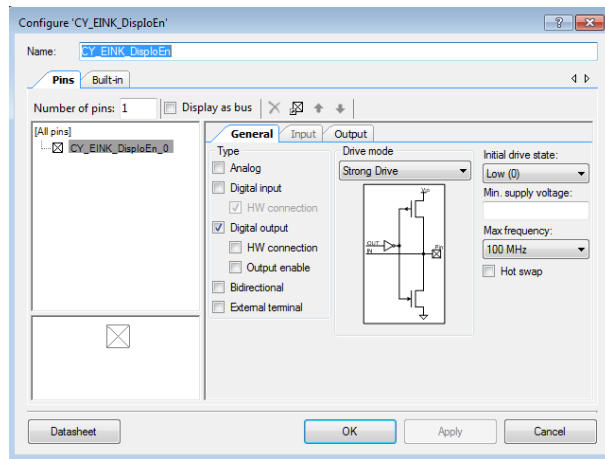 Configure 'CY_EINK_DispIoEn'
Name: CY_EINK_DispIoEn
Pins Built-in
Number of pins: 1 Display as bus
[All pins]
CY_EINK_DispIoEn_0
General Input Output
Type
Analog
Digital input
HW connection
Digital output
HW connection
Output enable
Bidirectional
External terminal
Drive mode
Strong Drive
Vio
OUT
IN
Pin
Initial drive state:
Low (0)
Min. supply voltage:
Max frequency:
100 MHz
Hot swap
Datasheet OK Apply Cancel